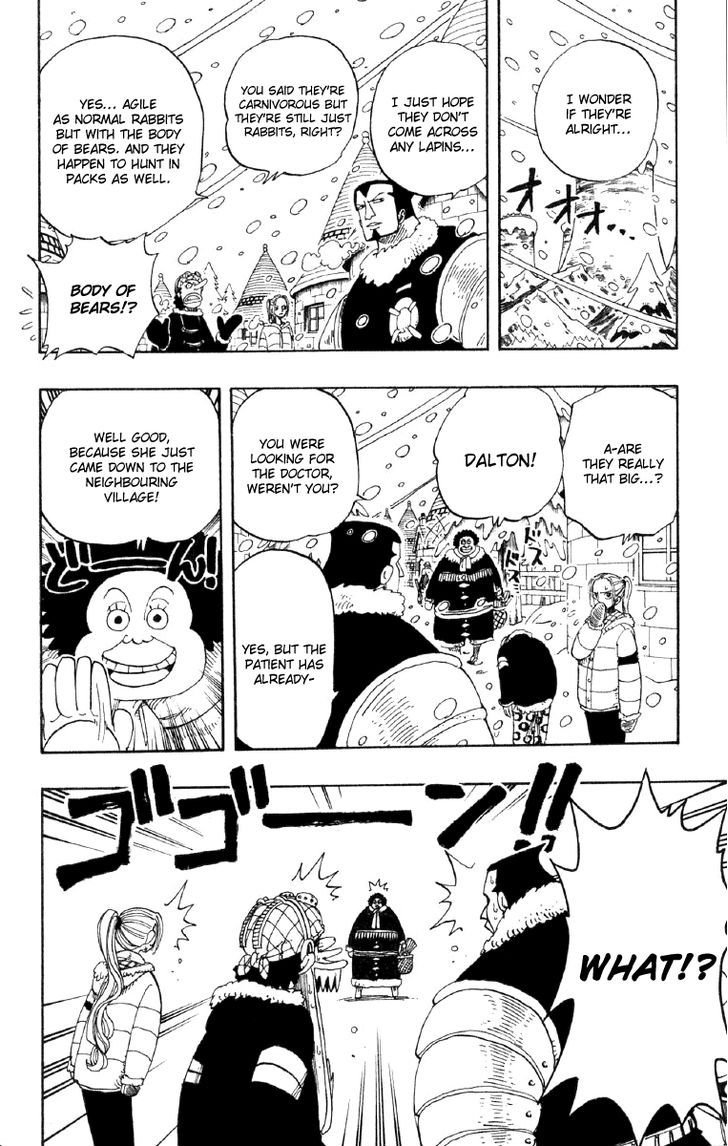 I WONDER
IF THEY'RE
ALRIGHT...
オオオ...
I JUST HOPE
THEY DON'T
COME ACROSS
ANY LAPINS...
YOU SAID THEY'RE
CARNIVOROUS BUT
THEY'RE STILL JUST
RABBITS, RIGHT?
YES... AGILE
AS NORMAL RABBITS
BUT WITH THE BODY
OF BEARS. AND THEY
HAPPEN TO HUNT IN
PACKS AS WELL.
BODY OF
BEARS!?
A-ARE
THEY REALLY
THAT BIG...?
DALTON!
ドスドス
YOU WERE
LOOKING FOR
THE DOCTOR,
WEREN'T YOU?
YES, BUT THE
PATIENT HAS
ALREADY-
WELL GOOD,
BECAUSE SHE JUST
CAME DOWN TO THE
NEIGHBOURING
VILLAGE!
どーん!
WHAT!?
ゴゴーン!!